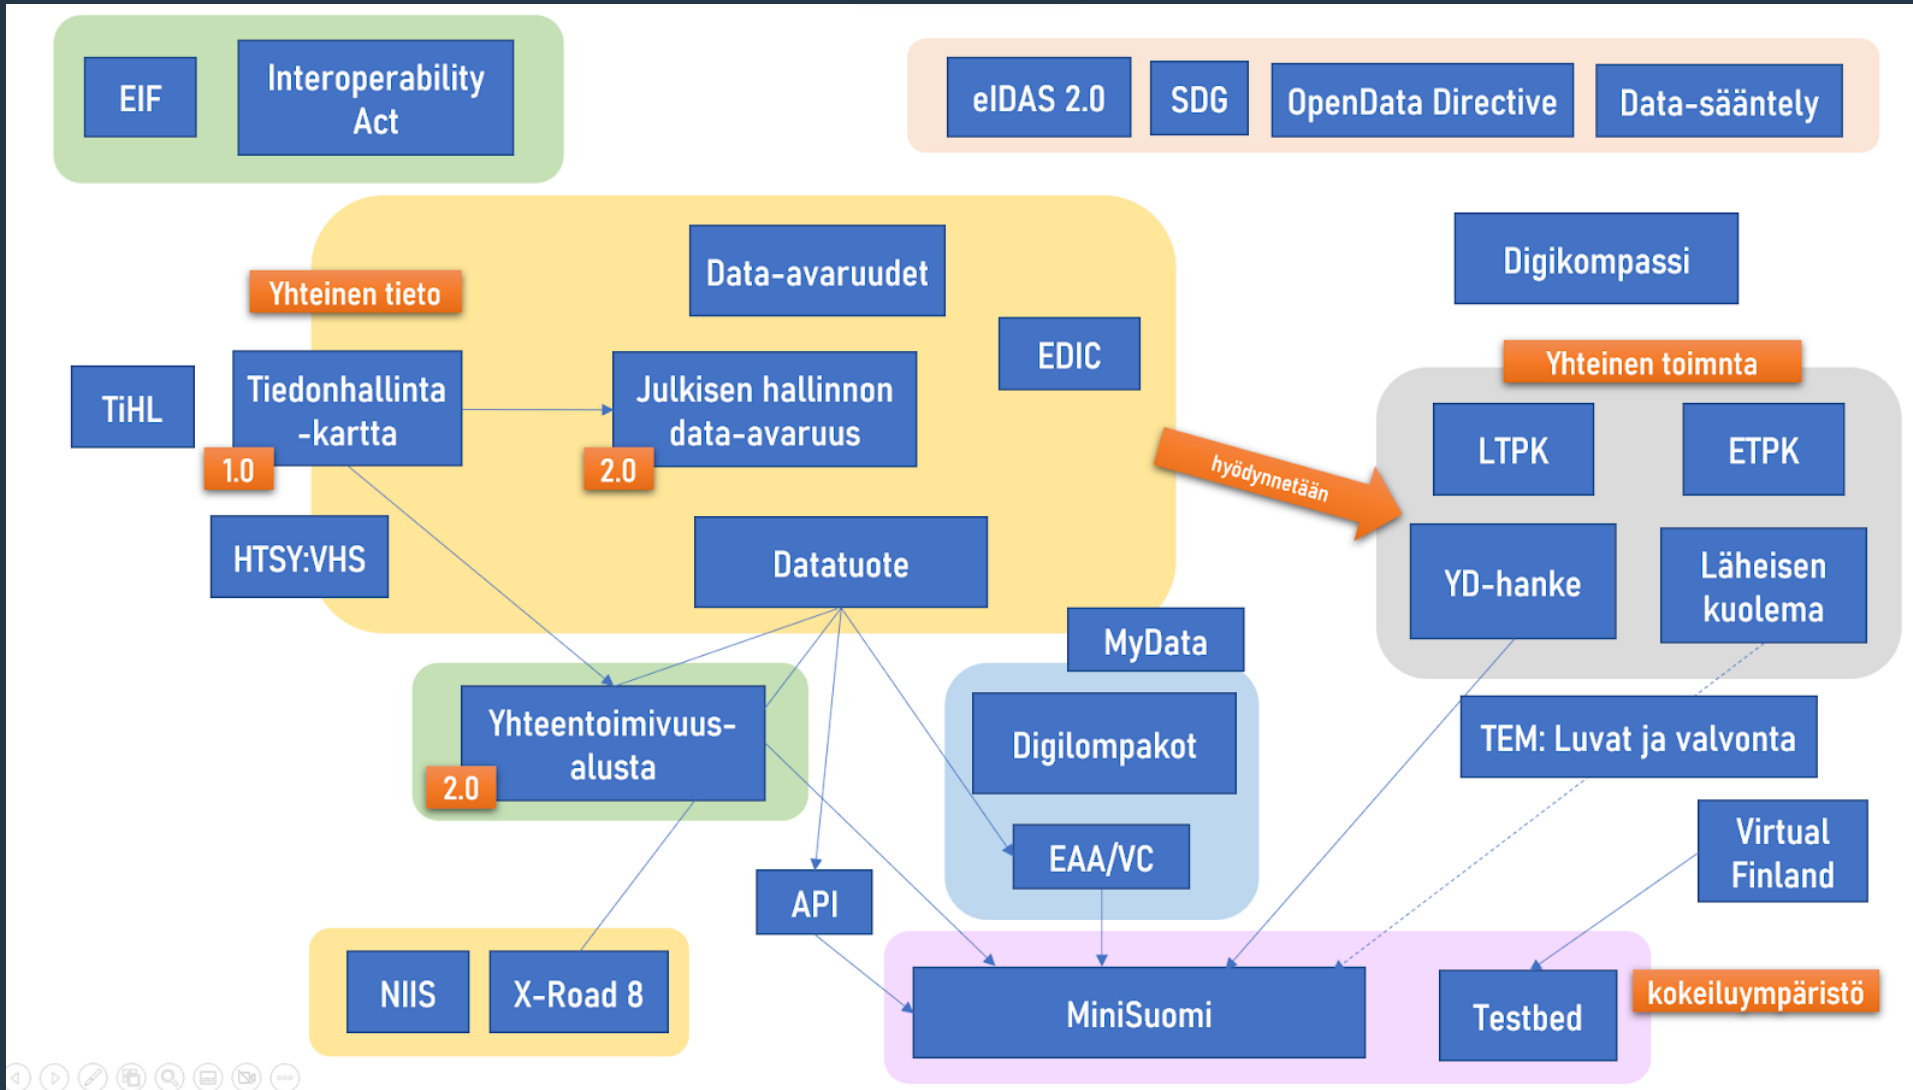 EIF
Interoperability
Act
eIDAS 2.0
SDG
OpenData Directive
Data-sääntely
Data-avaruudet
Digikompassi
Yhteinen tieto
EDIC
Yhteinen toimnta
TiHL
Tiedonhallinta
-kartta
1.0
Julkisen hallinnon
data-avaruus
2.0
hyödynnetään
LTPK
ETPK
HTSY:VHS
Datatuote
YD-hanke
Läheisen
kuolema
MyData
Yhteentoimivuus-
alusta
2.0
Digilompakot
TEM: Luvat ja valvonta
EAA/VC
Virtual
Finland
API
NIIS
X-Road 8
MiniSuomi
Testbed
kokeiluympäristö